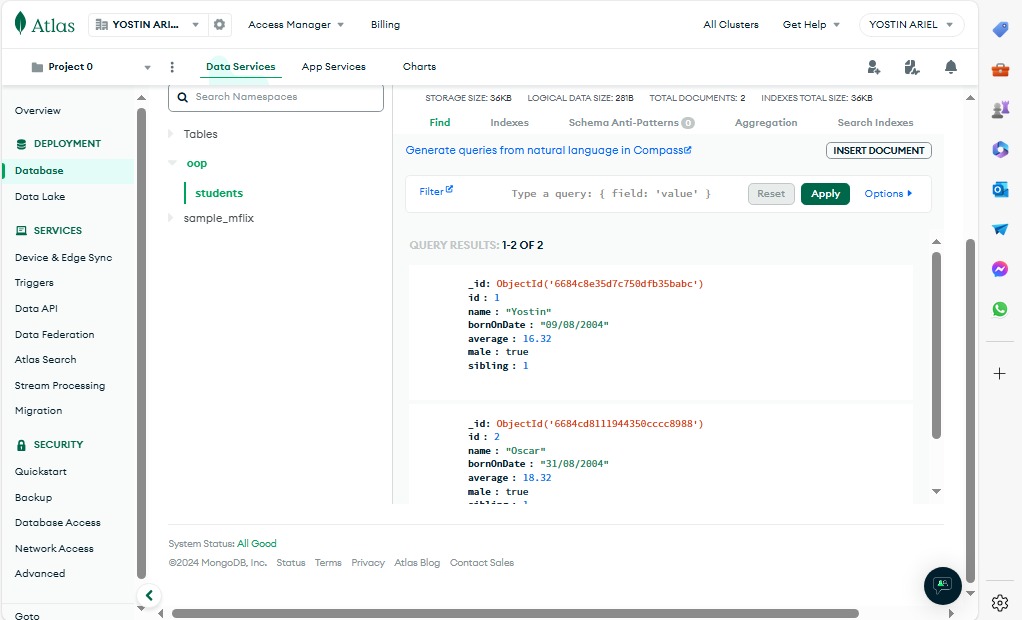 Atlas
YOSTIN ARI...
Access Manager
Billing
All Clusters
Get Help
YOSTIN ARIEL
Project 0
Data Services
App Services
Charts
Overview
DEPLOYMENT
Database
Data Lake
SERVICES
Device & Edge Sync
Triggers
Data API
Data Federation
Atlas Search
Stream Processing
Migration
SECURITY
Quickstart
Backup
Database Access
Network Access
Advanced
Goto
Search Namespaces
Tables
oop
students
sample_mflix
STORAGE SIZE: 36KB LOGICAL DATA SIZE: 281B TOTAL DOCUMENTS: 2 INDEXES TOTAL SIZE: 36KB
Find Indexes Schema Anti-Patterns 0 Aggregation Search Indexes
Generate queries from natural language in Compass
INSERT DOCUMENT
Filter
Type a query: { field: 'value' }
Reset
Apply
Options
QUERY RESULTS: 1-2 OF 2
_id: ObjectId('6684c8e35d7c750dfb35babc')
id : 1
name : "Yostin"
bornOnDate : "09/08/2004"
average : 16.32
male : true
sibling : 1
_id: ObjectId('6684cd8111944350cccc8988')
id : 2
name : "Oscar"
bornOnDate : "31/08/2004"
average : 18.32
male : true
sibling : 1
System Status: All Good
©2024 MongoDB, Inc. Status Terms Privacy Atlas Blog Contact Sales